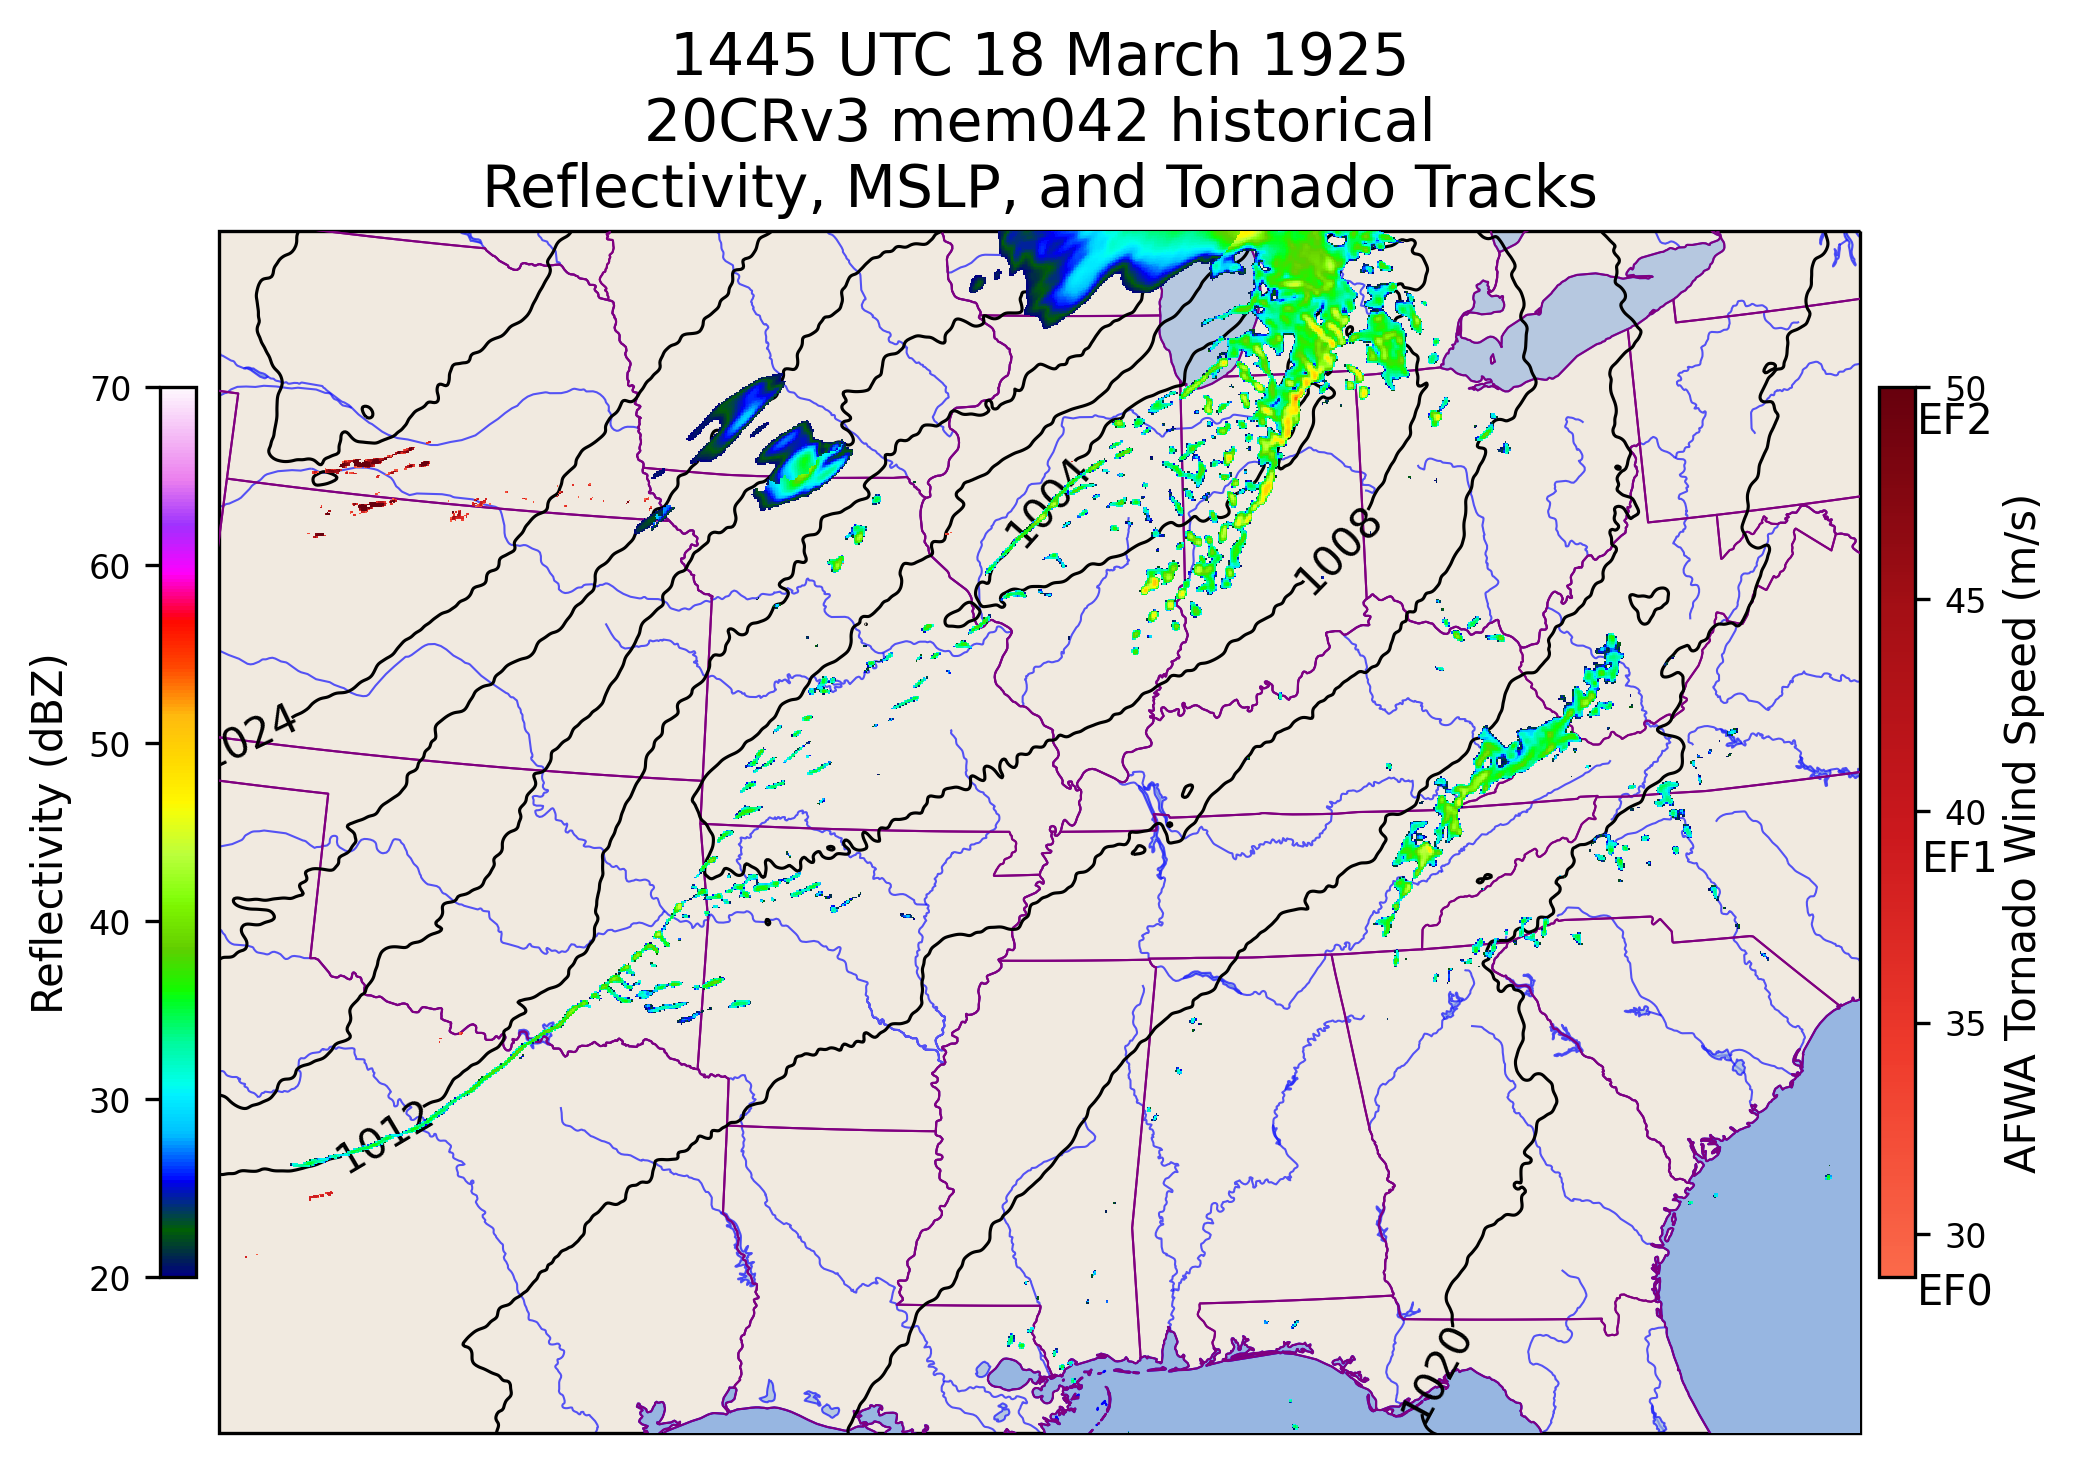 1445 UTC 18 March 1925
20CRv3 mem042 historical
Reflectivity, MSLP, and Tornado Tracks
Reflectivity (dBZ)
70
60
50
40
30
20
1004
1008
1024
1012
1020
50
EF2
45
40
EF1
35
30
EF0
AFWA Tornado Wind Speed (m/s)